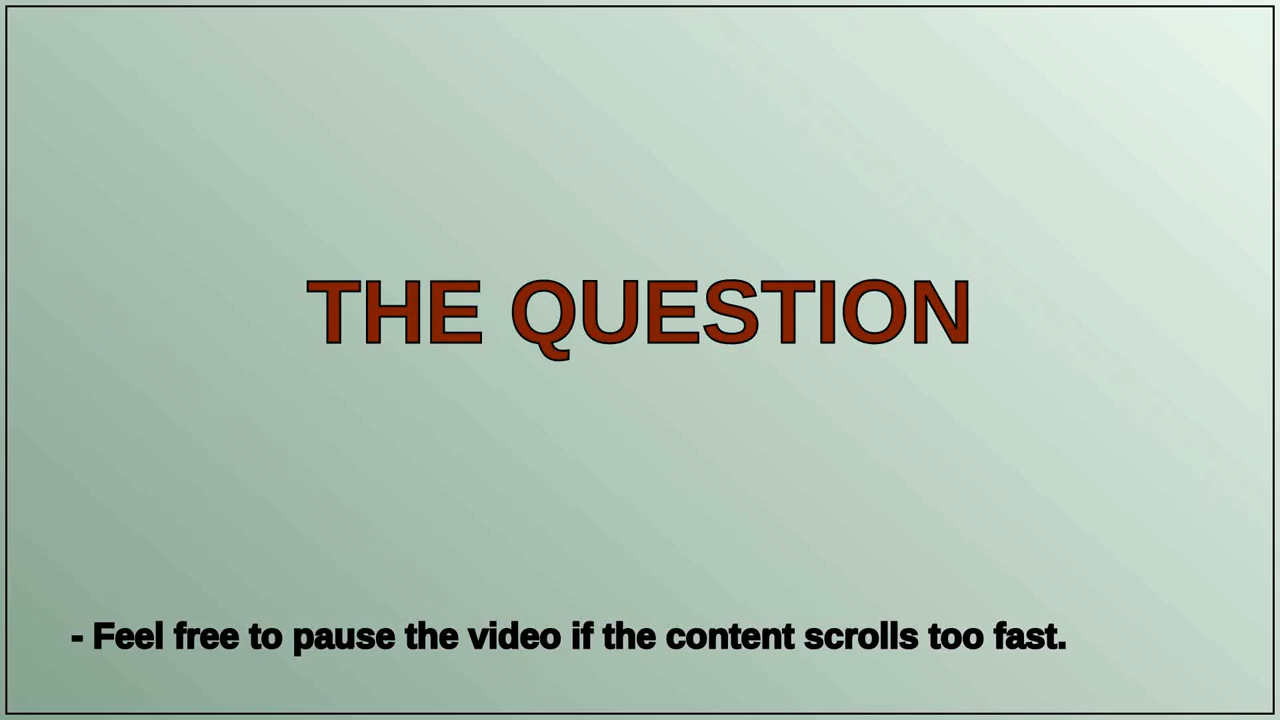 THE QUESTION
- Feel free to pause the video if the content scrolls too fast.